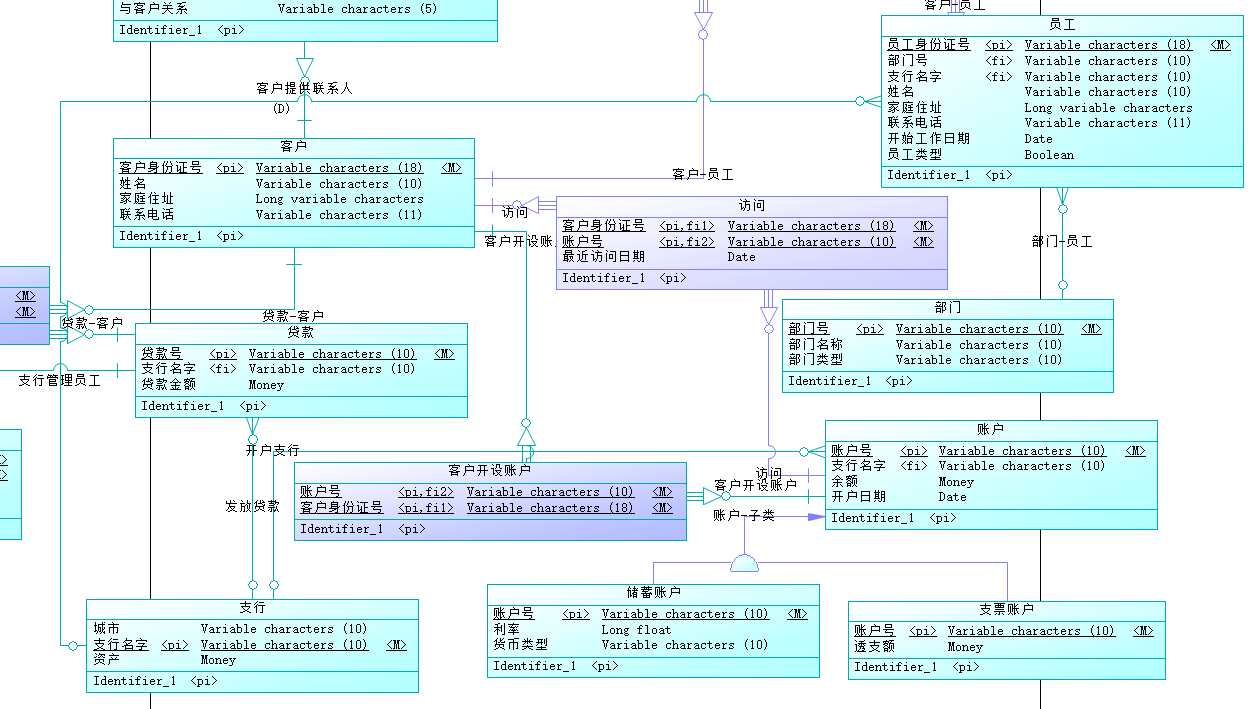 与客户关系 Variable characters (5)
Identifier_1 <pi>
客户提供联系人
(D)
客户-员工
员工
员工身份证号 <pi> Variable characters (18) <M>
部门号 <fi> Variable characters (10)
支行名字 <fi> Variable characters (10)
姓名 Variable characters (10)
家庭住址 Long variable characters
联系电话 Variable characters (11)
开始工作日期 Date
员工类型 Boolean
Identifier_1 <pi>
客户
客户身份证号 <pi> Variable characters (18) <M>
姓名 Variable characters (10)
家庭住址 Long variable characters
联系电话 Variable characters (11)
Identifier_1 <pi>
客户-员工
访问
客户开设账
访问
客户身份证号 <pi,fi1> Variable characters (18) <M>
账户号 <pi,fi2> Variable characters (10) <M>
最近访问日期 Date
Identifier_1 <pi>
部门-员工
<M>
<M>
贷款-客户
贷款-客户
部门
部门号 <pi> Variable characters (10) <M>
部门名称 Variable characters (10)
部门类型 Variable characters (10)
Identifier_1 <pi>
贷款
贷款号 <pi> Variable characters (10) <M>
支行名字 <fi> Variable characters (10)
贷款金额 Money
Identifier_1 <pi>
支行管理员工
开户支行
发放贷款
客户开设账户
账户号 <pi,fi2> Variable characters (10) <M>
客户身份证号 <pi,fi1> Variable characters (18) <M>
Identifier_1 <pi>
访问
客户开设账户
账户-子类
账户
账户号 <pi> Variable characters (10) <M>
支行名字 <fi> Variable characters (10)
余额 Money
开户日期 Date
Identifier_1 <pi>
支行
城市 Variable characters (10)
支行名字 <pi> Variable characters (10) <M>
资产 Money
Identifier_1 <pi>
储蓄账户
账户号 <pi> Variable characters (10) <M>
利率 Long float
货币类型 Variable characters (10)
Identifier_1 <pi>
支票账户
账户号 <pi> Variable characters (10) <M>
透支额 Money
Identifier_1 <pi>